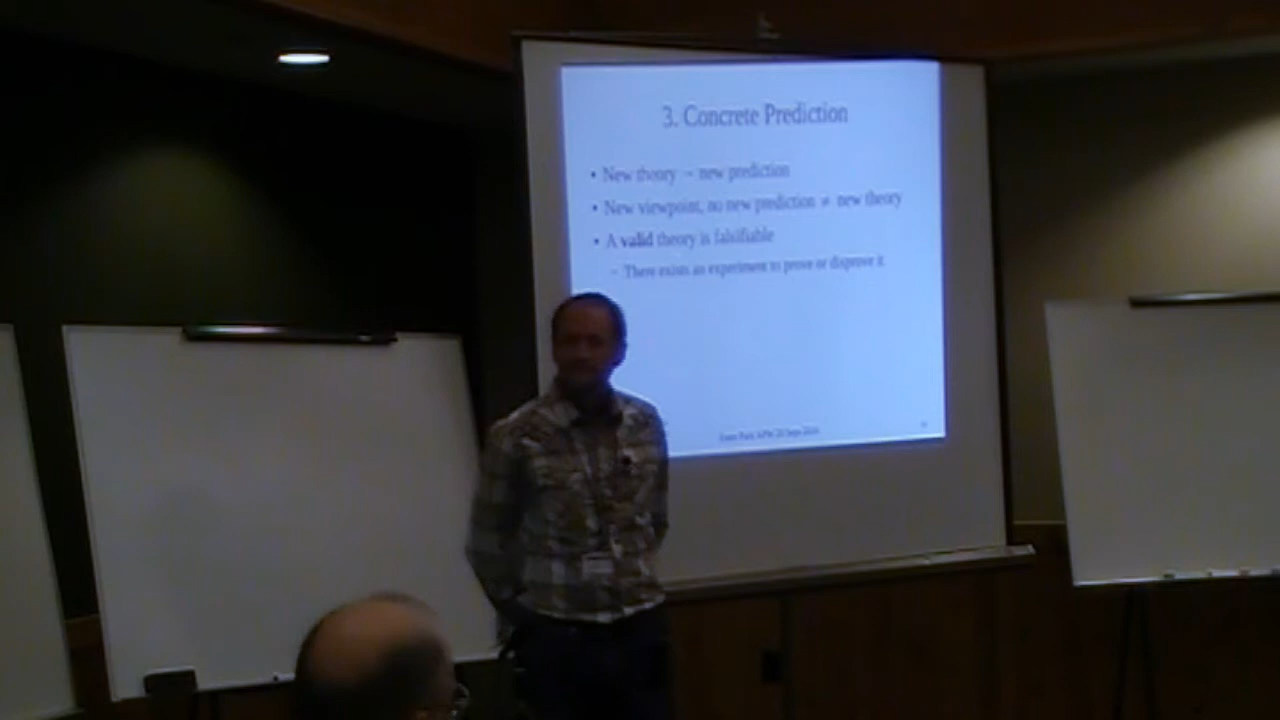 3. Concrete Prediction
• New theory → new prediction
• New viewpoint, no new prediction ≠ new theory
• A valid theory is falsifiable
– There exists an experiment to prove or disprove it